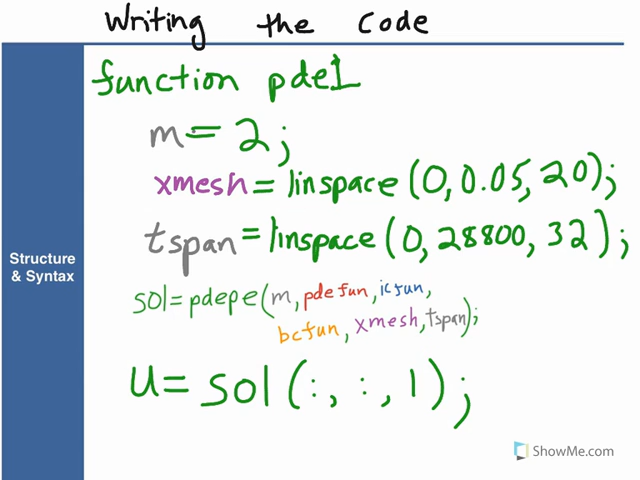 Writing the Code
function pde1
m = 2;
xmesh = linspace (0, 0.05, 20);
tspan = linspace (0, 28800, 32);
Structure
& Syntax
sol = pdepe(m, pdefun, icfun,
bcfun, xmesh, tspan);
u = sol (:, :, 1);
ShowMe.com